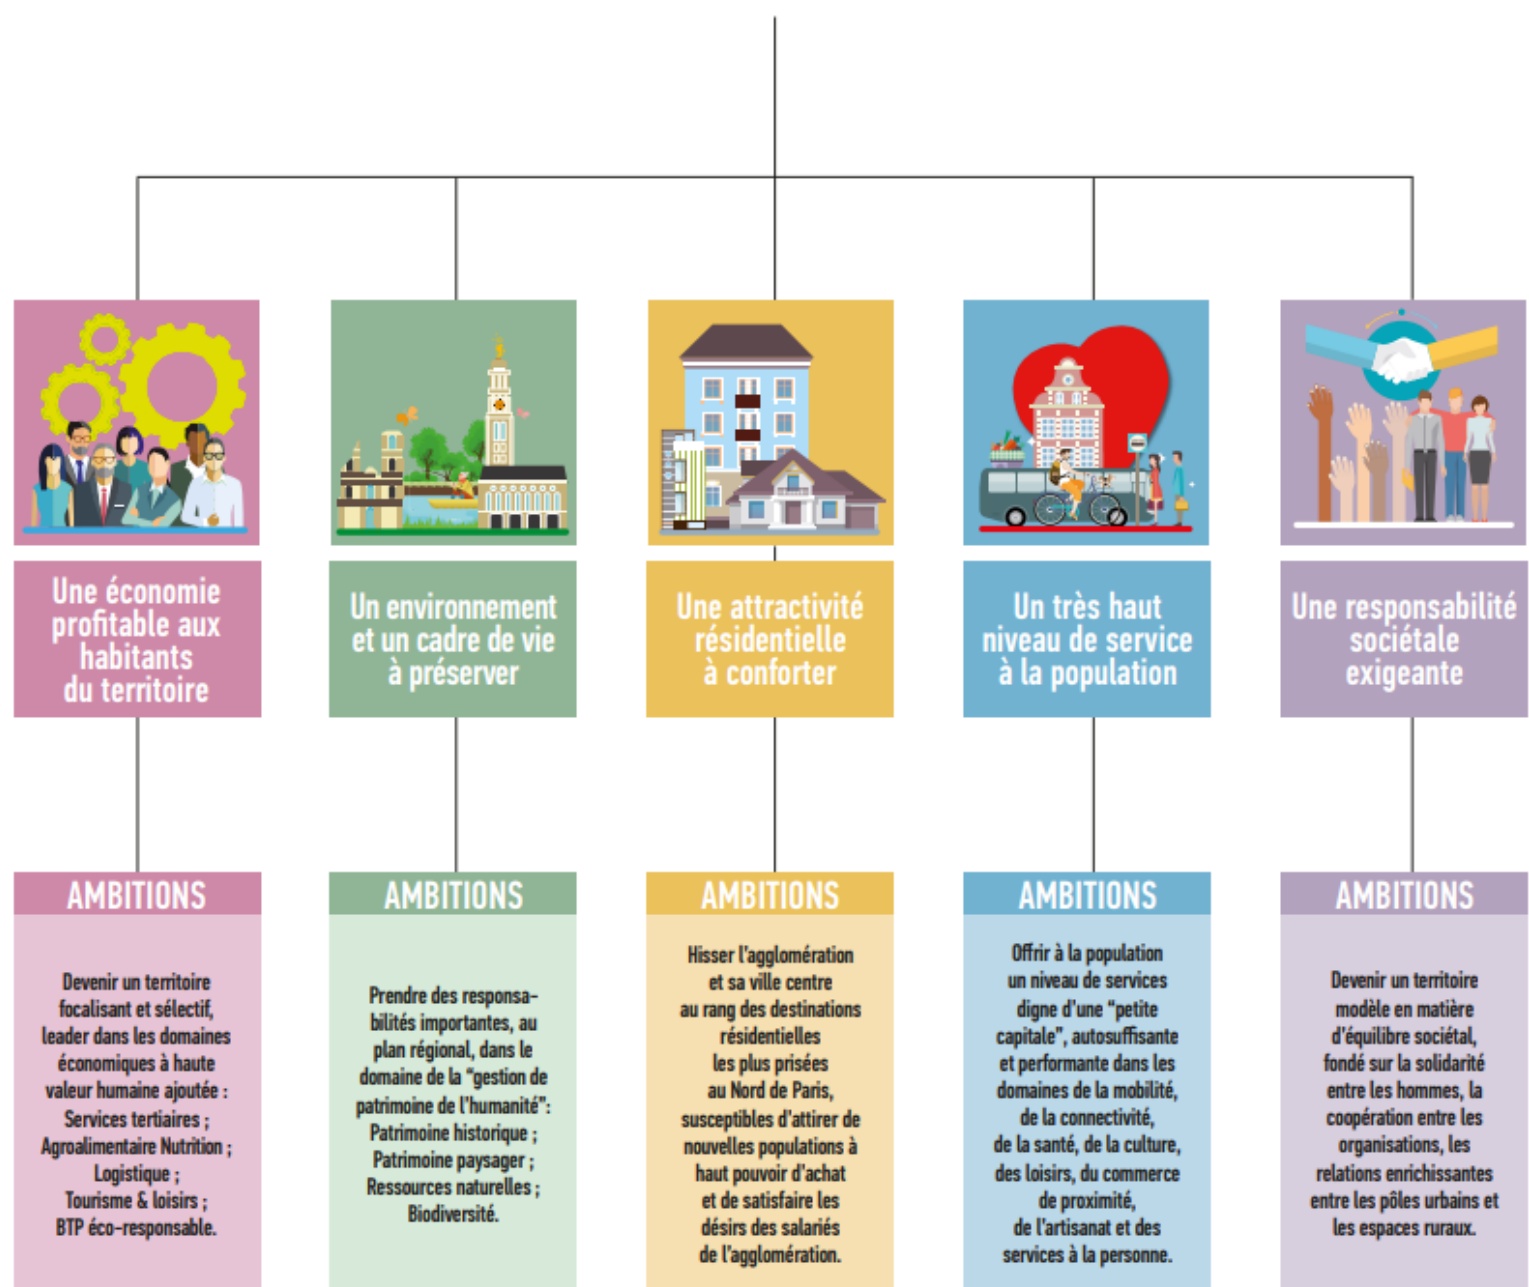 Une économie
profitable aux
habitants
du territoire
Un environnement
et un cadre de vie
à préserver
Une attractivité
résidentielle
à conforter
Un très haut
niveau de service
à la population
Une responsabilité
sociétale
exigeante
AMBITIONS
Devenir un territoire
focalisant et sélectif,
leader dans les domaines
économiques à haute
valeur humaine ajoutée :
Services tertiaires ;
Agroalimentaire Nutrition ;
Logistique ;
Tourisme & loisirs ;
BTP éco-responsable.
AMBITIONS
Prendre des responsa-
bilités importantes, au
plan régional, dans le
domaine de la “gestion de
patrimoine de l'humanité”:
Patrimoine historique ;
Patrimoine paysager ;
Ressources naturelles ;
Biodiversité.
AMBITIONS
Hisser l'agglomération
et sa ville centre
au rang des destinations
résidentielles
les plus prisées
au Nord de Paris,
susceptibles d'attirer de
nouvelles populations à
haut pouvoir d'achat
et de satisfaire les
désirs des salariés
de l'agglomération.
AMBITIONS
Offrir à la population
un niveau de services
digne d'une “petite
capitale”, autosuffisante
et performante dans les
domaines de la mobilité,
de la connectivité,
de la santé, de la culture,
des loisirs, du commerce
de proximité,
de l'artisanat et des
services à la personne.
AMBITIONS
Devenir un territoire
modèle en matière
d'équilibre sociétal,
fondé sur la solidarité
entre les hommes, la
coopération entre les
organisations, les
relations enrichissantes
entre les pôles urbains et
les espaces ruraux.